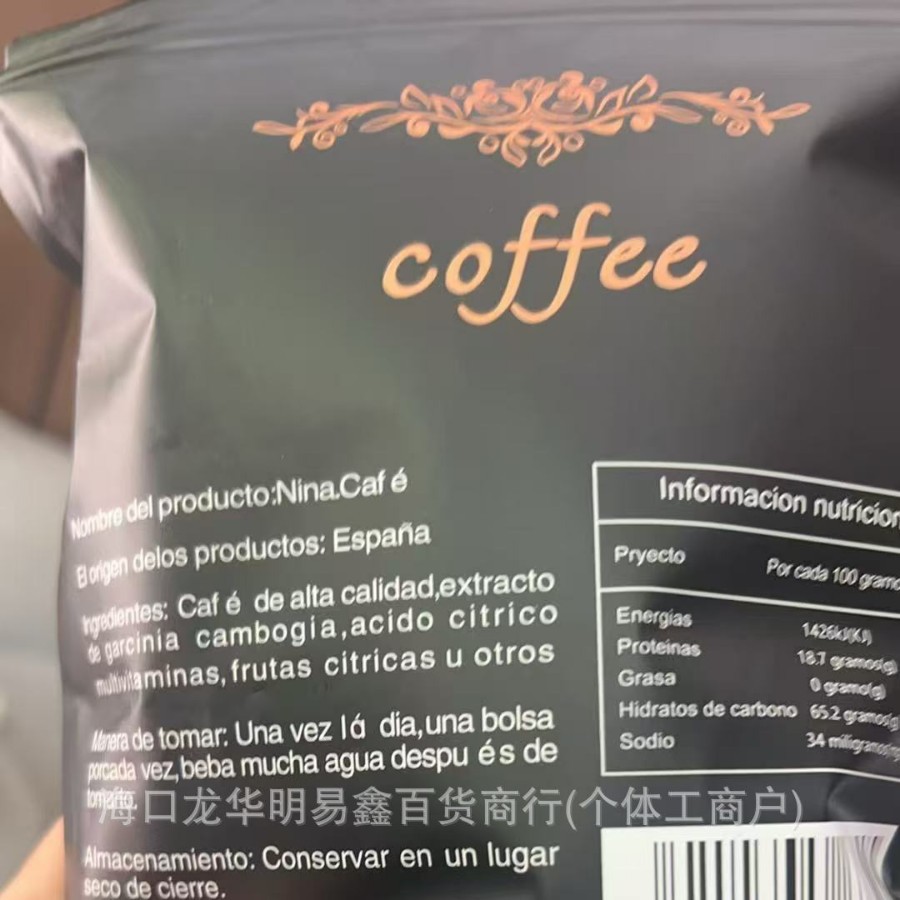 coffee
Nombre del producto:Nina.Caf é
El origen delos productos: España
Ingredientes: Caf é de alta calidad,extracto
de garcinia cambogia,acido citrico
multivitaminas,frutas citricas u otros
Manera de tomar: Una vez lá dia,una bolsa
porcada vez,beba mucha agua despu és de
tomarlo.
Almacenamiento: Conservar en un lugar
seco de cierre.
Informacion nutricion
Pryecto Por cada 100 gramo
Energias 1426kJ(KJ)
Proteinas 18.7 gramos(g)
Grasa 0 gramo(g)
Hidratos de carbono 65.2 gramos(g)
Sodio 34
海口龙华明易鑫百货商行(个体工商户)